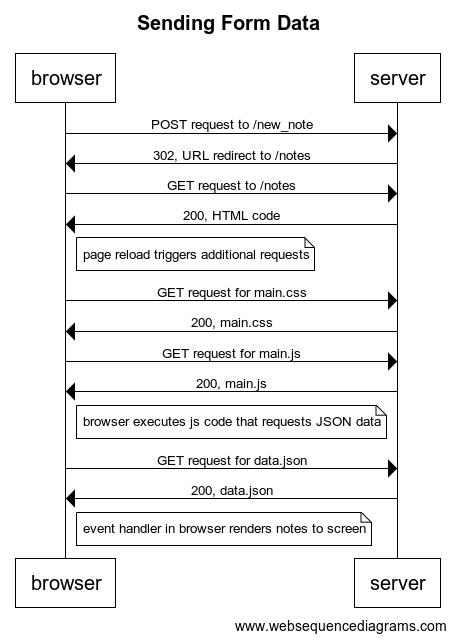 Sending Form Data
browser server
POST request to /new_note
302, URL redirect to /notes
GET request to /notes
200, HTML code
page reload triggers additional requests
GET request for main.css
200, main.css
GET request for main.js
200, main.js
browser executes js code that requests JSON data
GET request for data.json
200, data.json
event handler in browser renders notes to screen
browser server
www.websequencediagrams.com